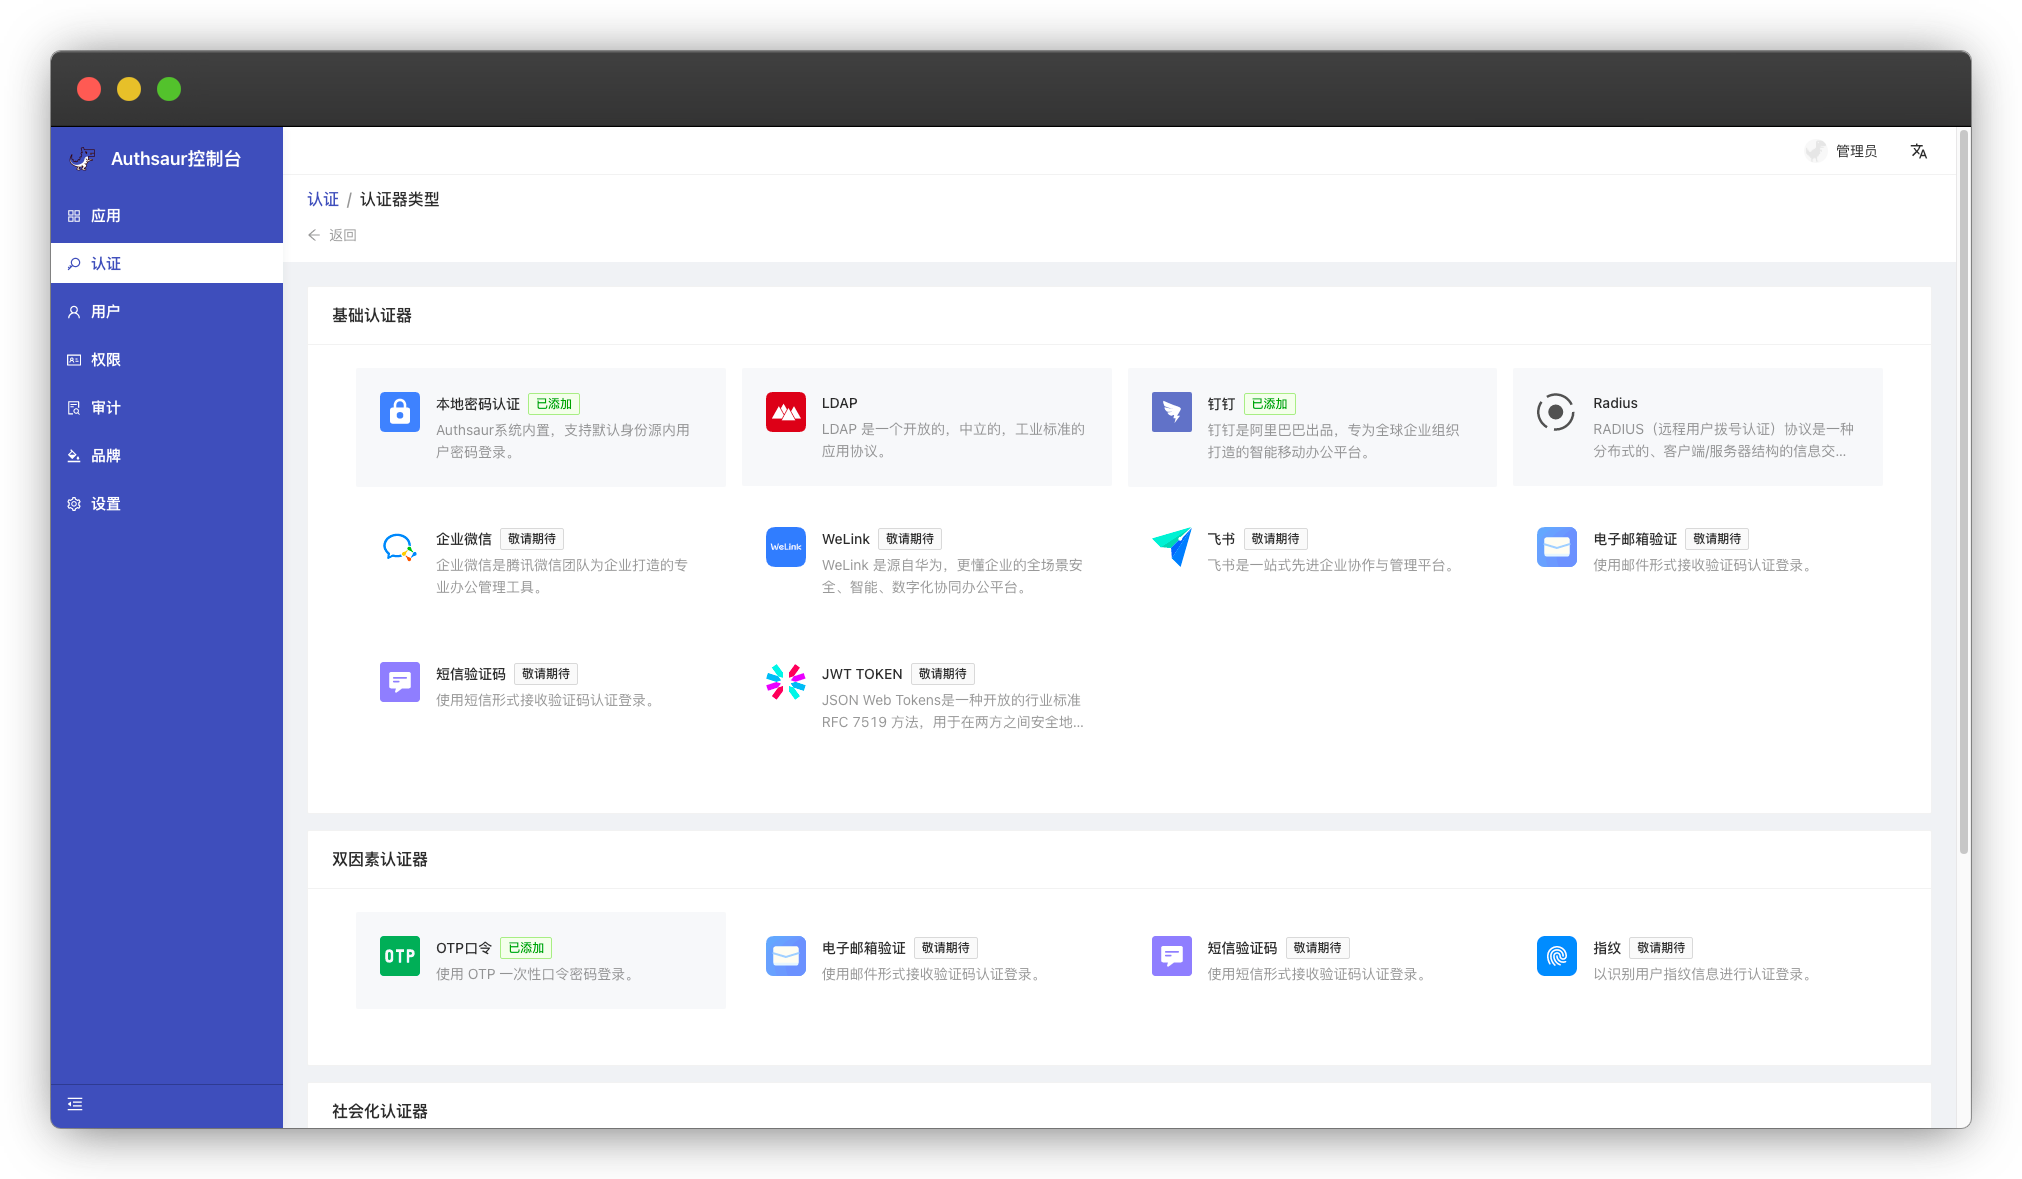 Authsaur控制台
管理员
应用
认证
用户
权限
审计
品牌
设置
认证 / 认证器类型
返回
基础认证器
本地密码认证 已添加
Authsaur系统内置，支持默认身份源内用
户密码登录。
LDAP
LDAP 是一个开放的，中立的，工业标准的
应用协议。
钉钉 已添加
钉钉是阿里巴巴出品，专为全球企业组织
打造的智能移动办公平台。
Radius
RADIUS（远程用户拨号认证）协议是一种
分布式的、客户端/服务器结构的信息交...
企业微信 敬请期待
企业微信是腾讯微信团队为企业打造的专
业办公管理工具。
WeLink
WeLink 敬请期待
WeLink 是源自华为，更懂企业的全场景安
全、智能、数字化协同办公平台。
飞书 敬请期待
飞书是一站式先进企业协作与管理平台。
电子邮箱验证 敬请期待
使用邮件形式接收验证码认证登录。
短信验证码 敬请期待
使用短信形式接收验证码认证登录。
JWT TOKEN 敬请期待
JSON Web Tokens是一种开放的行业标准
RFC 7519 方法，用于在两方之间安全地...
双因素认证器
OTP
OTP口令 已添加
使用 OTP 一次性口令密码登录。
电子邮箱验证 敬请期待
使用邮件形式接收验证码认证登录。
短信验证码 敬请期待
使用短信形式接收验证码认证登录。
指纹 敬请期待
以识别用户指纹信息进行认证登录。
社会化认证器